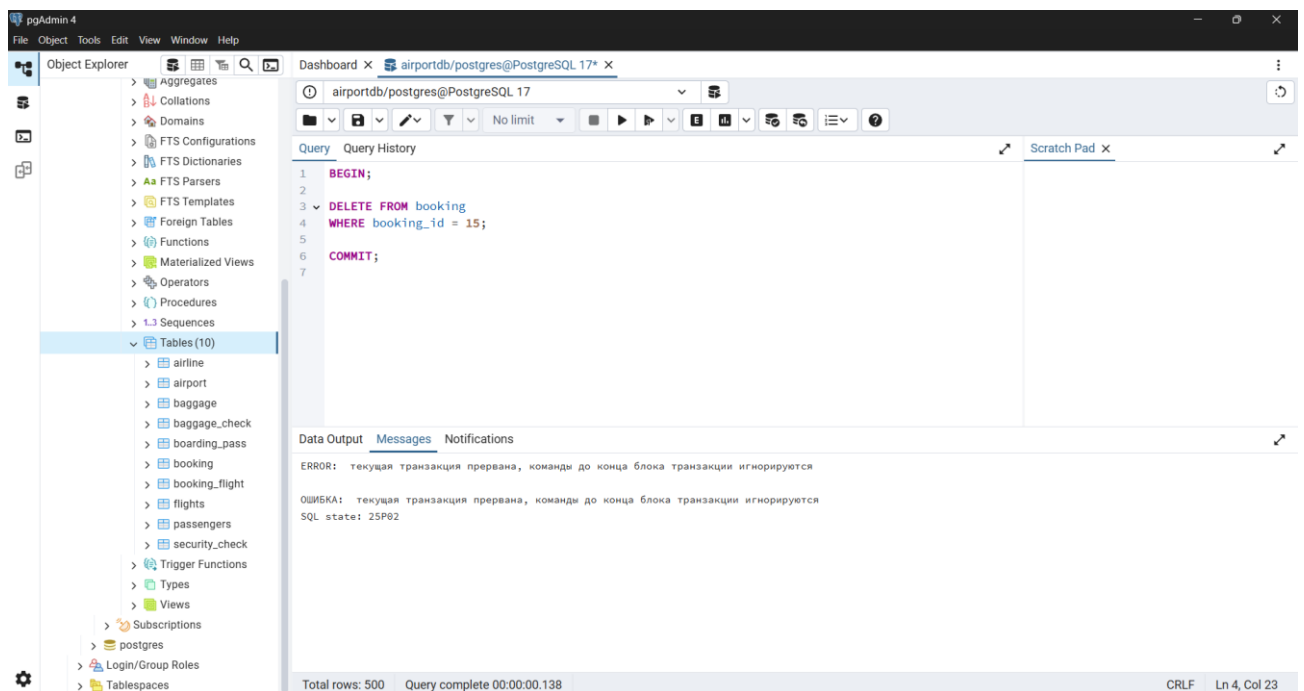 pgAdmin 4
File Object Tools Edit View Window Help
Object Explorer
Dashboard airportdb/postgres@PostgreSQL 17*
Aggregates
Collations
Domains
FTS Configurations
FTS Dictionaries
Aa FTS Parsers
FTS Templates
Foreign Tables
Functions
Materialized Views
Operators
Procedures
1..3 Sequences
Tables (10)
airline
airport
baggage
baggage_check
boarding_pass
booking
booking_flight
flights
passengers
security_check
Trigger Functions
Types
Views
Subscriptions
postgres
Login/Group Roles
Tablespaces
airportdb/postgres@PostgreSQL 17
No limit
E
Query Query History
Scratch Pad
1 BEGIN;
2
3 DELETE FROM booking
4 WHERE booking_id = 15;
5
6 COMMIT;
7
Data Output Messages Notifications
ERROR: текущая транзакция прервана, команды до конца блока транзакции игнорируются
ОШИБКА: текущая транзакция прервана, команды до конца блока транзакции игнорируются
SQL state: 25P02
Total rows: 500 Query complete 00:00:00.138
CRLF Ln 4, Col 23